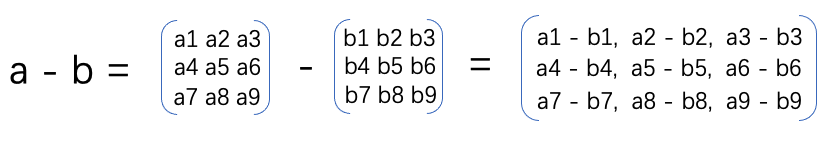 a - b = a1 a2 a3 - b1 b2 b3 = a1 - b1, a2 - b2, a3 - b3
a4 a5 a6 b4 b5 b6 a4 - b4, a5 - b5, a6 - b6
a7 a8 a9 b7 b8 b9 a7 - b7, a8 - b8, a9 - b9